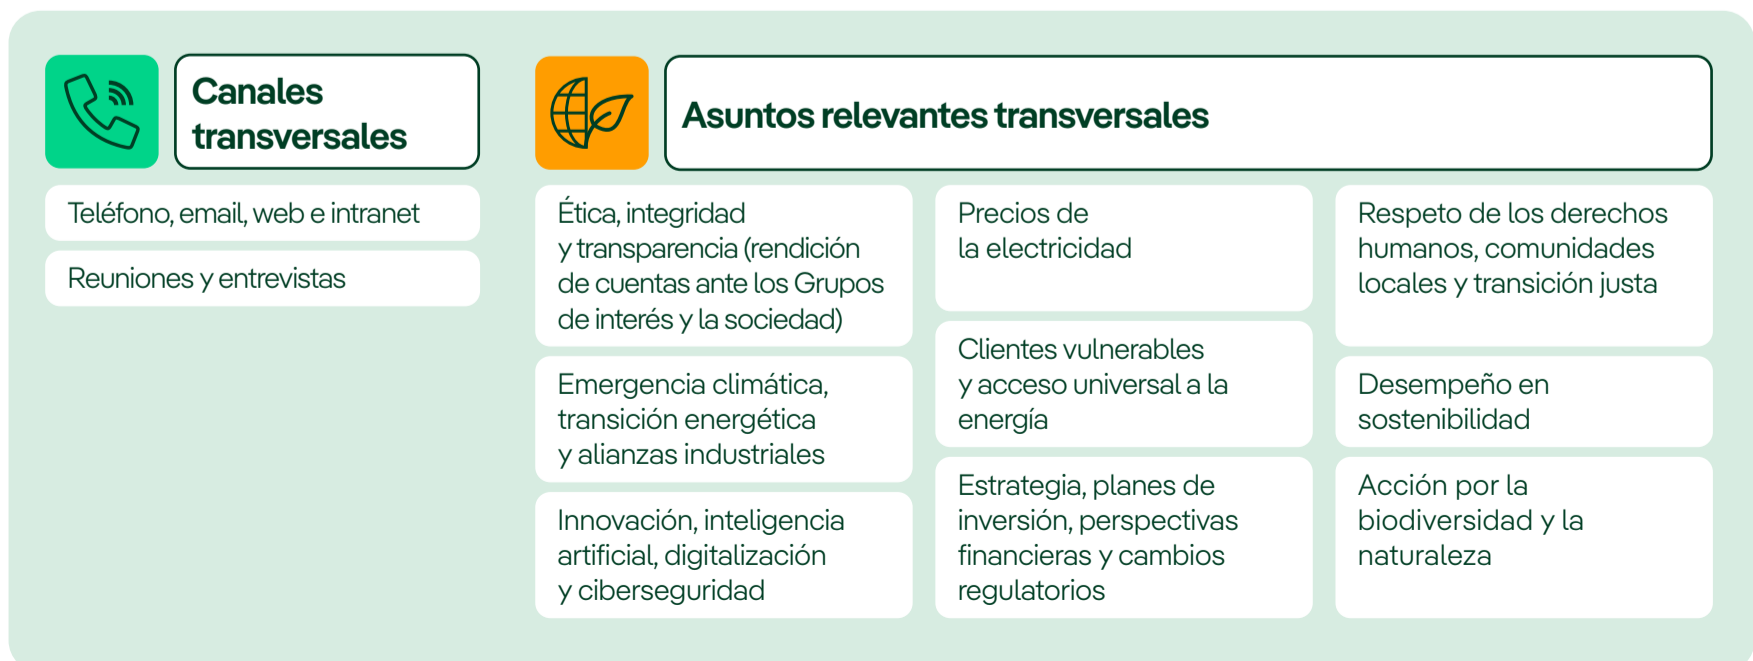 Canales
transversales
Teléfono, email, web e intranet
Reuniones y entrevistas
Asuntos relevantes transversales
Ética, integridad
y transparencia (rendición
de cuentas ante los Grupos
de interés y la sociedad)
Emergencia climática,
transición energética
y alianzas industriales
Innovación, inteligencia
artificial, digitalización
y ciberseguridad
Precios de
la electricidad
Clientes vulnerables
y acceso universal a la
energía
Estrategia, planes de
inversión, perspectivas
financieras y cambios
regulatorios
Respeto de los derechos
humanos, comunidades
locales y transición justa
Desempeño en
sostenibilidad
Acción por la
biodiversidad y la
naturaleza